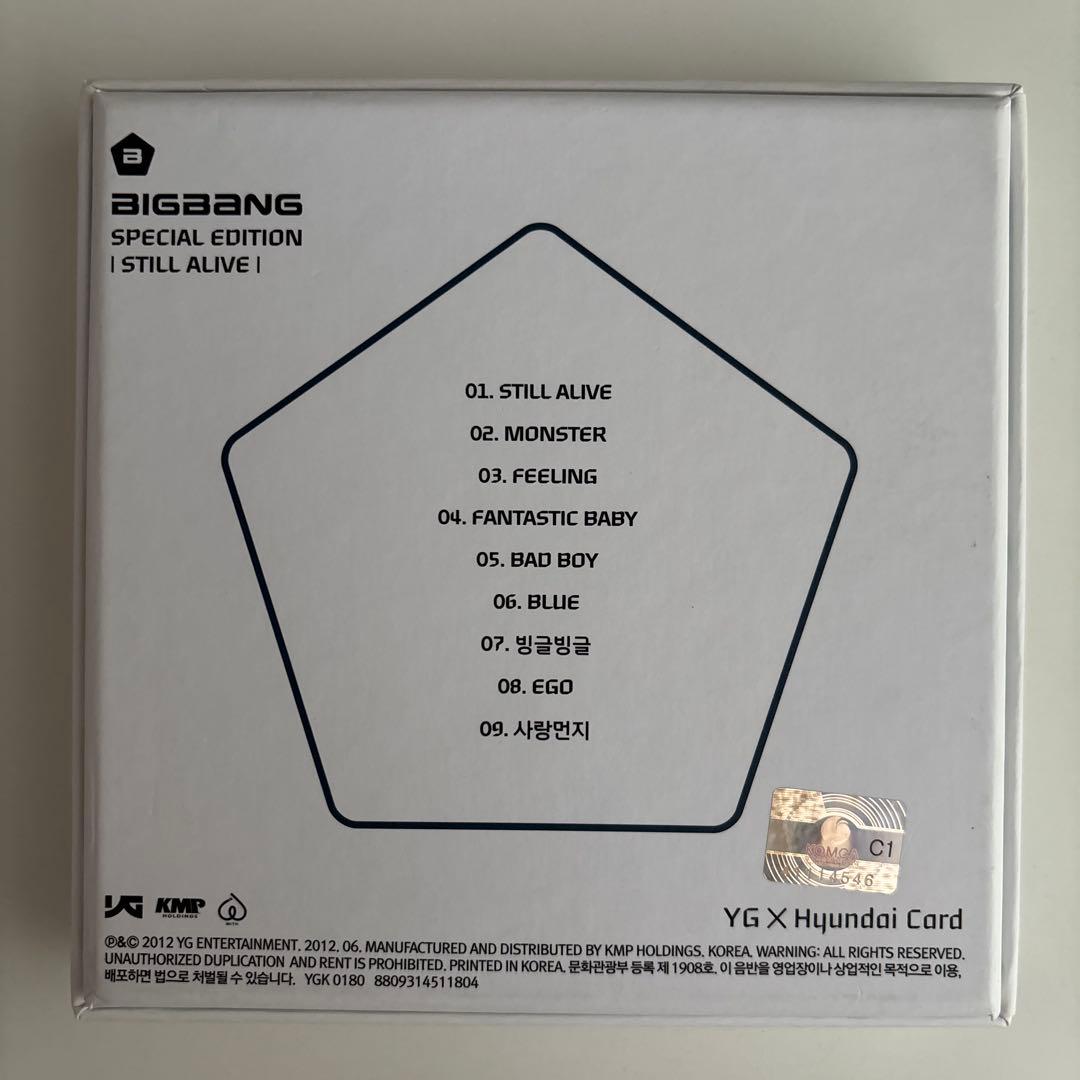 B
BIGBANG
SPECIAL EDITION
| STILL ALIVE |
01. STILL ALIVE
02. MONSTER
03. FEELING
04. FANTASTIC BABY
05. BAD BOY
06. BLUE
07. 빙글빙글
08. EGO
09. 사랑먼지
KOMCA C1
YG KMP HOLDINGS WITH
YG X Hyundai Card
℗&© 2012 YG ENTERTAINMENT. 2012. 06. MANUFACTURED AND DISTRIBUTED BY KMP HOLDINGS. KOREA. WARNING: ALL RIGHTS RESERVED.
UNAUTHORIZED DUPLICATION AND RENT IS PROHIBITED. PRINTED IN KOREA. 문화관광부 등록 제 1908호. 이 음반을 영업장이나 상업적인 목적으로 이용,
배포하면 법으로 처벌될 수 있습니다. YGK 0180 8809314511804